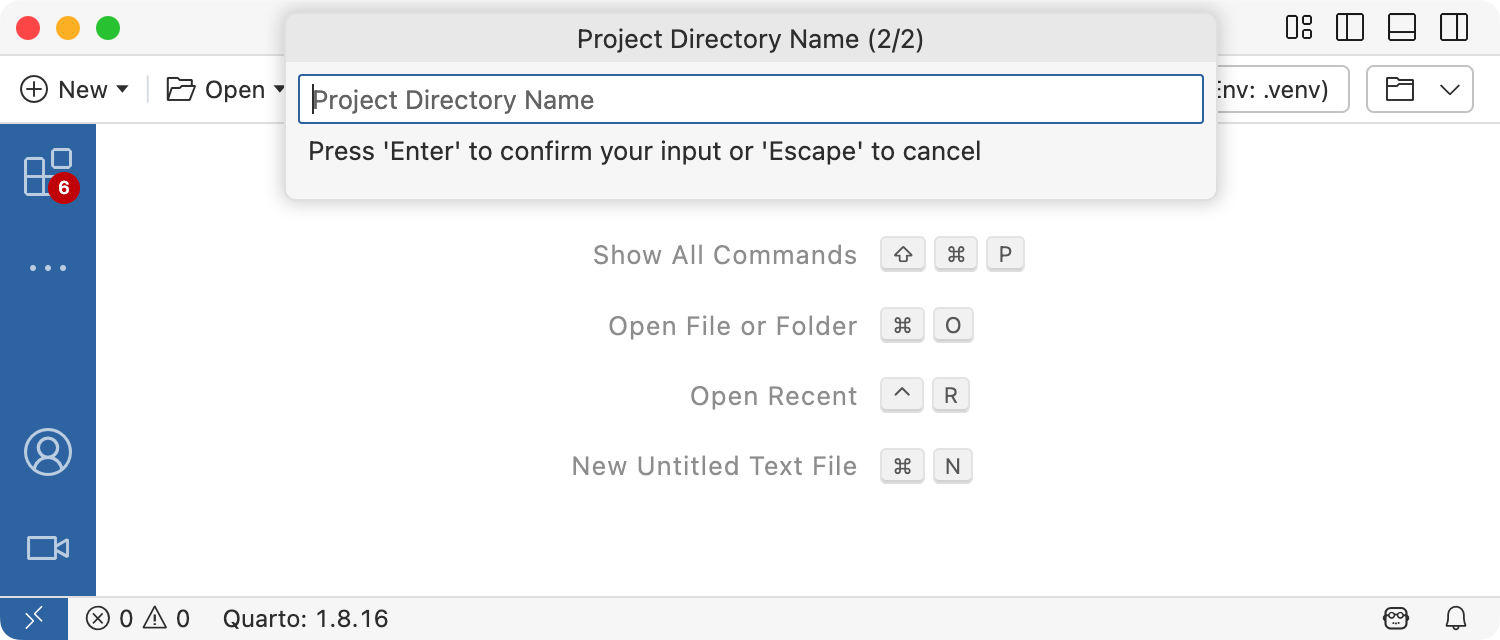 Project Directory Name (2/2)
New
Open
Project Directory Name
Env: .venv)
Press 'Enter' to confirm your input or 'Escape' to cancel
6
Show All Commands ⇧ ⌘ P
Open File or Folder ⌘ O
Open Recent ^ R
New Untitled Text File ⌘ N
0 0 Quarto: 1.8.16